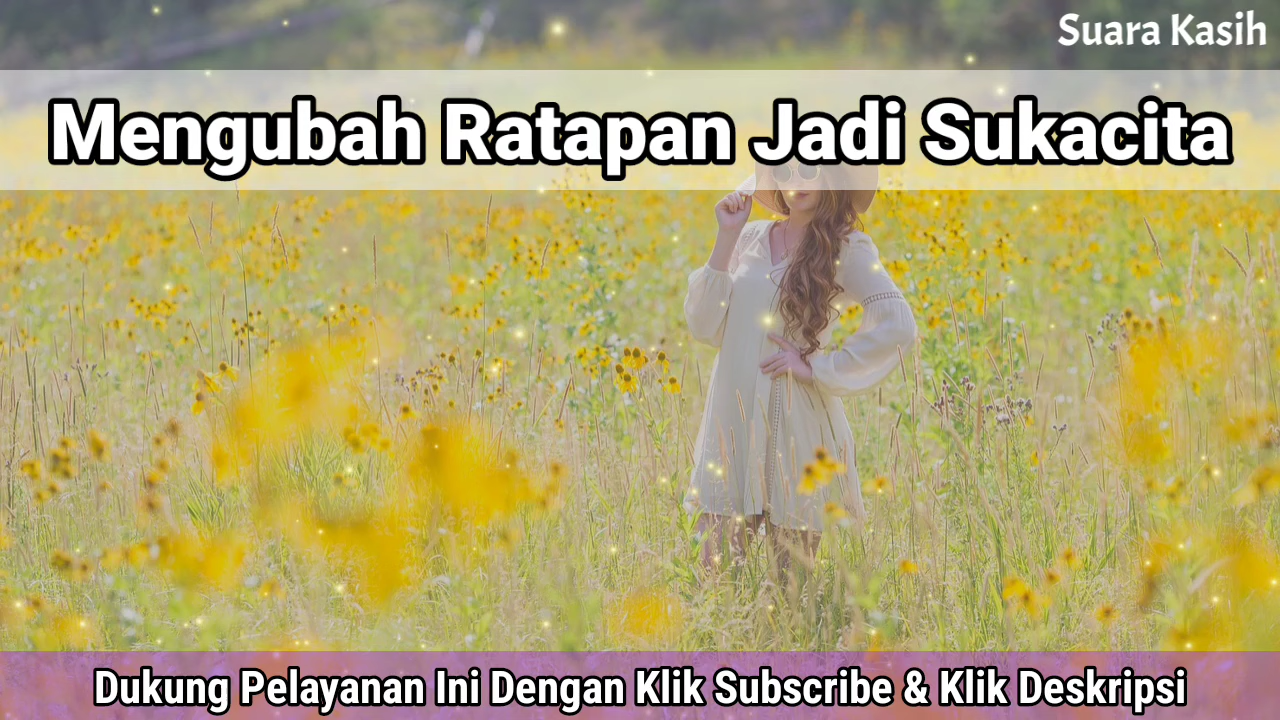 Suara Kasih
Mengubah Ratapan Jadi Sukacita
Dukung Pelayanan Ini Dengan Klik Subscribe & Klik Deskripsi